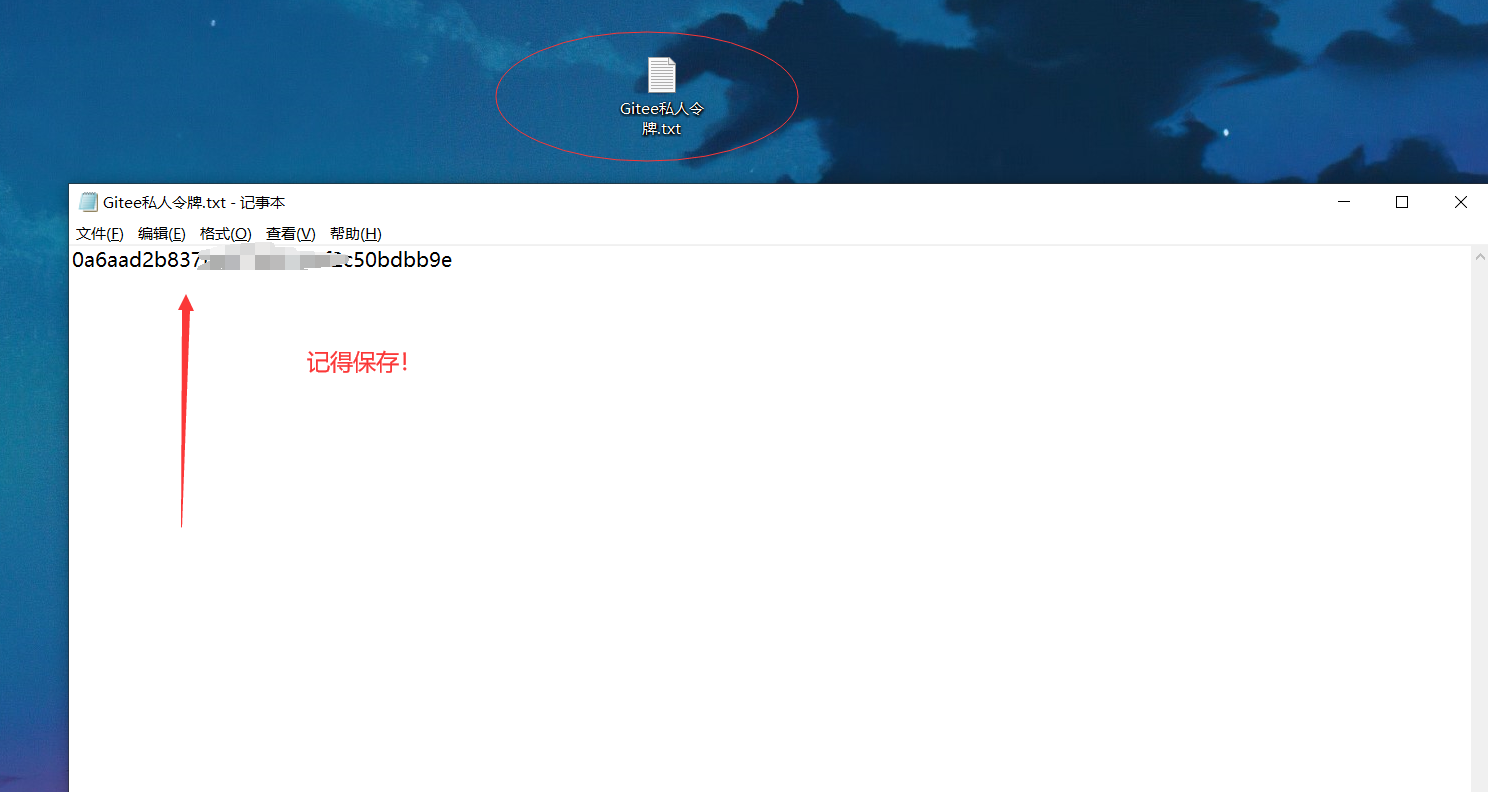 Gitee私人令
牌.txt
Gitee私人令牌.txt - 记事本
文件(F) 编辑(E) 格式(O) 查看(V) 帮助(H)
0a6aad2b837 c50bdbb9e
记得保存！